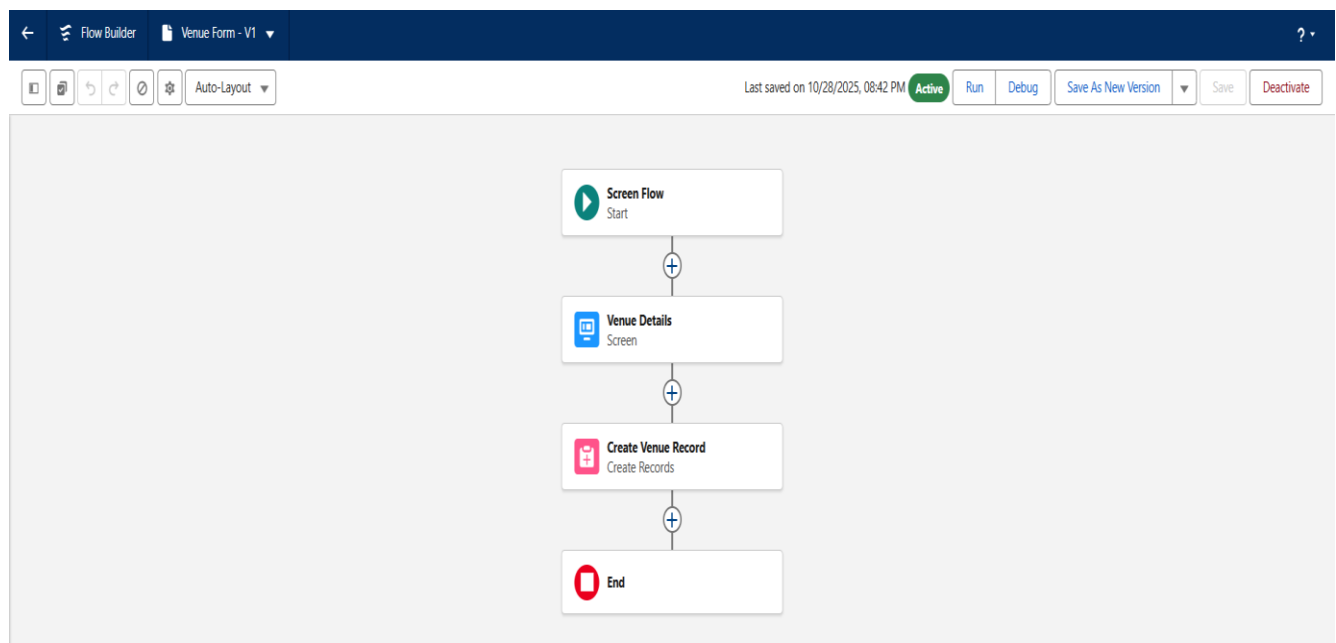 Flow Builder
Venue Form - V1
?
Auto-Layout
Last saved on 10/28/2025, 08:42 PM
Active
Run
Debug
Save As New Version
Save
Deactivate
Screen Flow
Start
Venue Details
Screen
Create Venue Record
Create Records
End